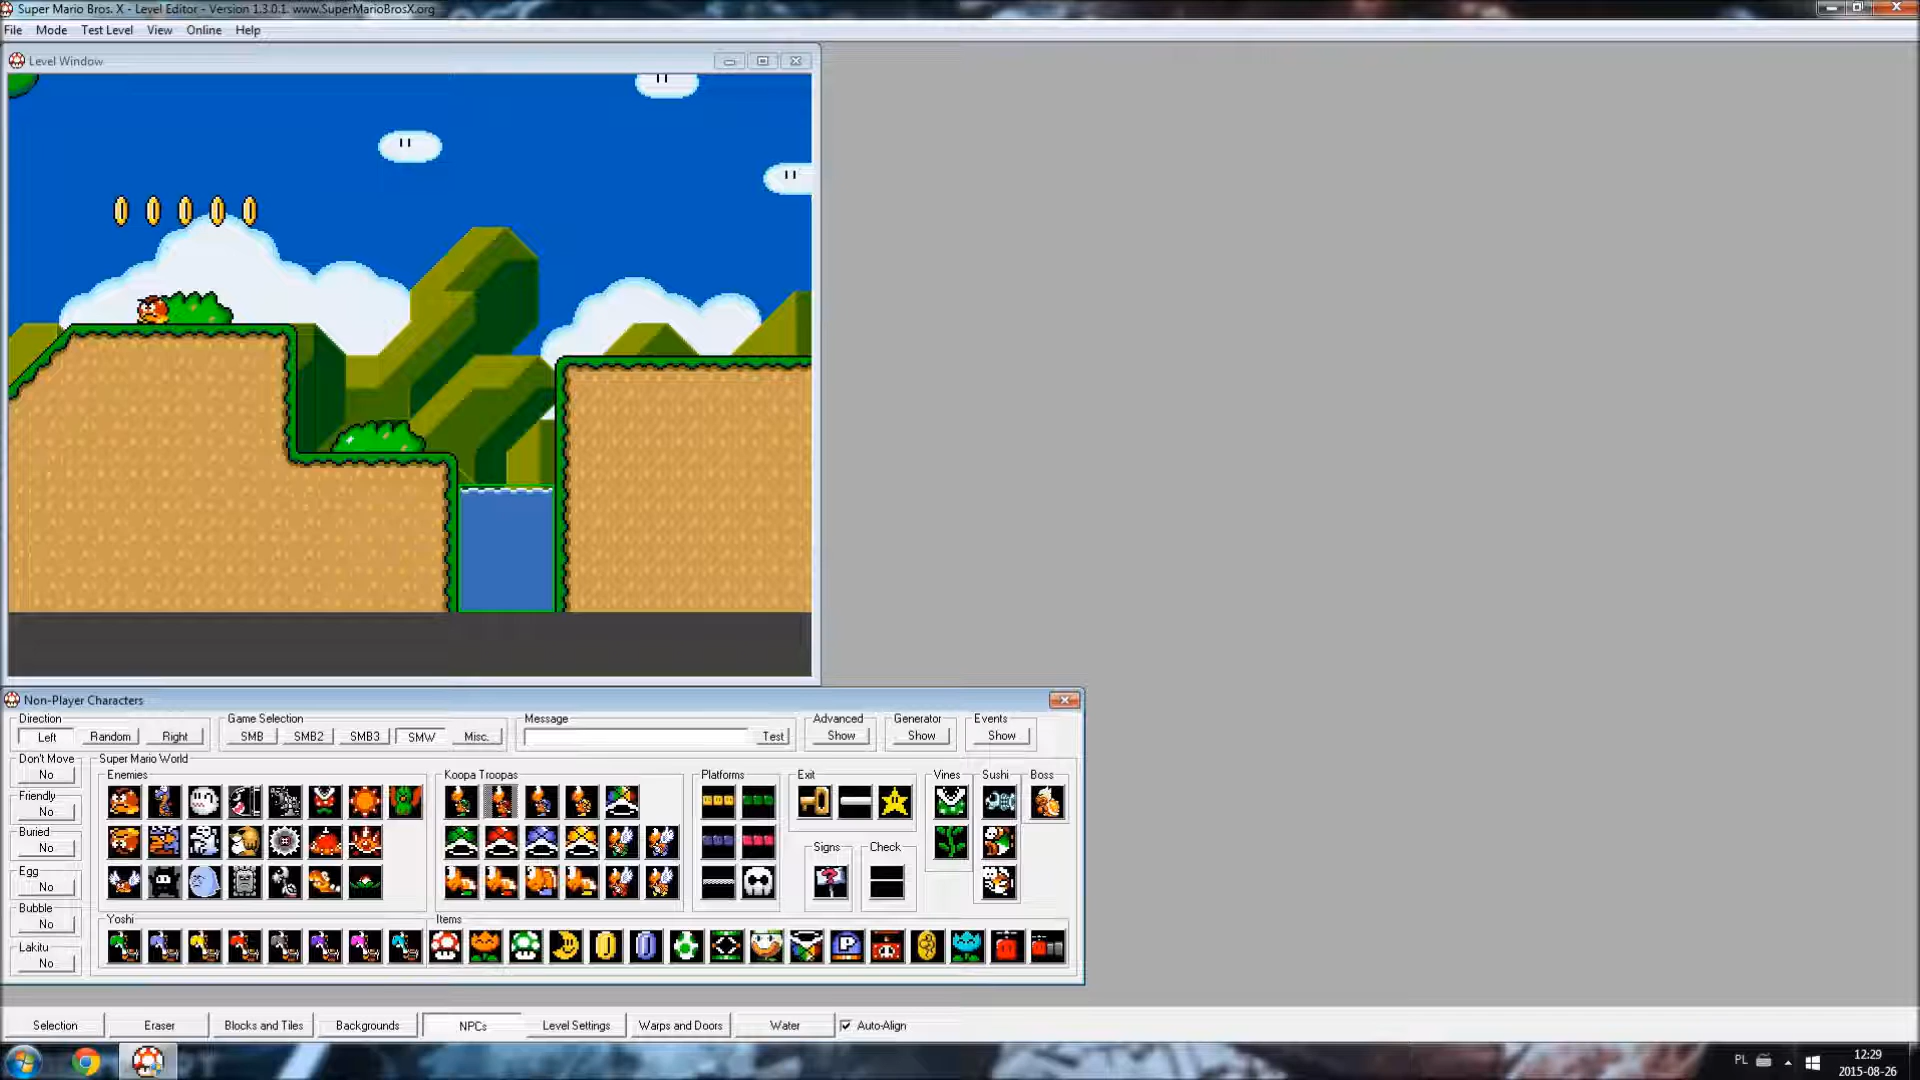 Super Mario Bros. X - Level Editor - Version 1.3.0.1. www.SuperMarioBrosX.org
File Mode Test Level View Online Help
Level Window
Non-Player Characters
Direction Game Selection Message Advanced Generator Events
Left Random Right SMB SMB2 SMB3 SMW Misc. Test Show Show Show
Don't Move Super Mario World
No Enemies Koopa Troopas Platforms Exit Vines Sushi Boss
Friendly
No
Buried
No Signs Check
Egg
No
Bubble Yoshi Items
No
Lakitu
No
Selection Eraser Blocks and Tiles Backgrounds NPCs Level Settings Warps and Doors Water Auto-Align
PL 12:29
2015-08-26